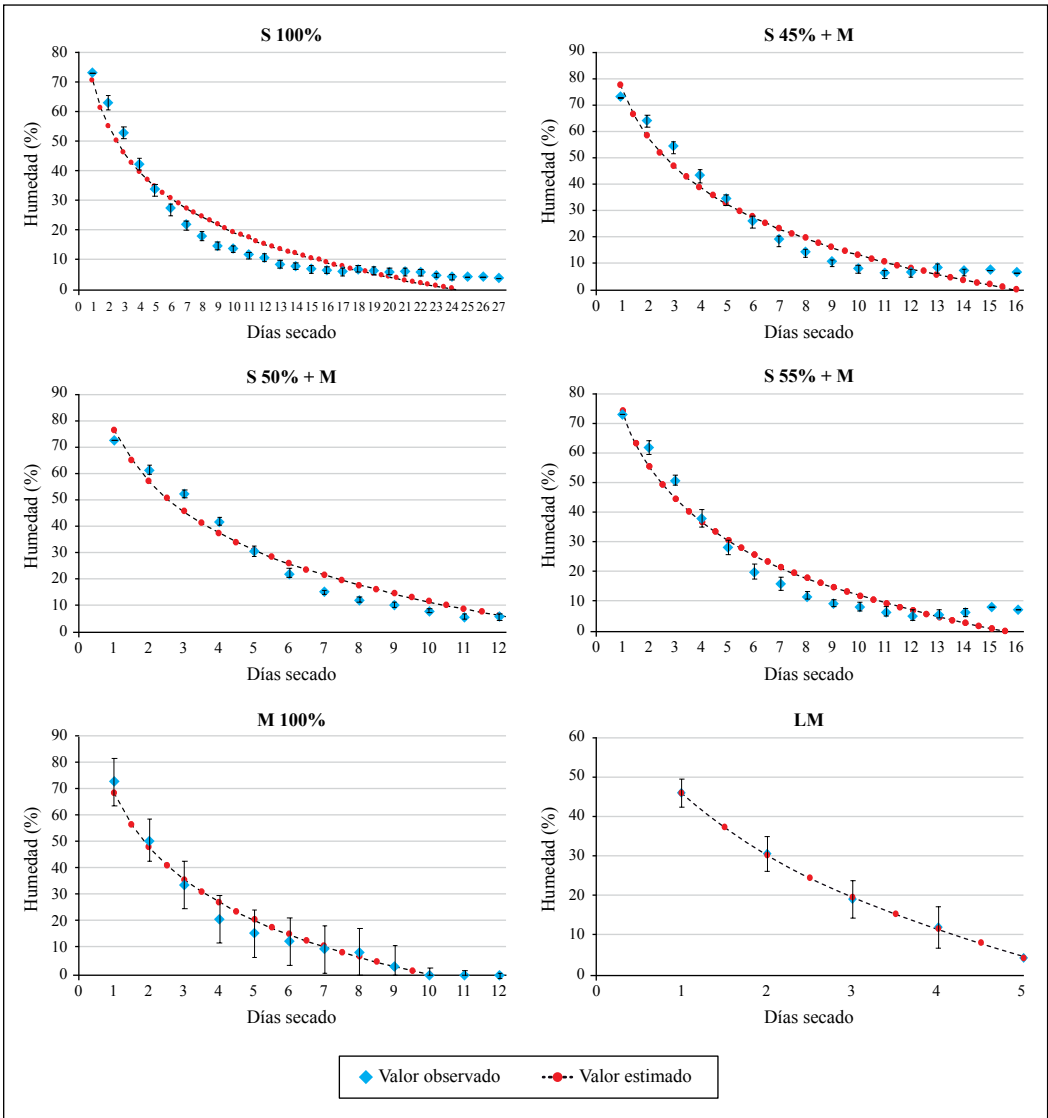 S 100%
80
70
60
50
40
30
20
10
0
Humedad (%)
0 1 2 3 4 5 6 7 8 9 10 11 12 13 14 15 16 17 18 19 20 21 22 23 24 25 26 27
Días secado
S 45% + M
90
80
70
60
50
40
30
20
10
0
Humedad (%)
0 1 2 3 4 5 6 7 8 9 10 11 12 13 14 15 16
Días secado
S 50% + M
90
80
70
60
50
40
30
20
10
0
Humedad (%)
0 1 2 3 4 5 6 7 8 9 10 11 12
Días secado
S 55% + M
80
70
60
50
40
30
20
10
0
Humedad (%)
0 1 2 3 4 5 6 7 8 9 10 11 12 13 14 15 16
Días secado
M 100%
90
80
70
60
50
40
30
20
10
0
Humedad (%)
0 1 2 3 4 5 6 7 8 9 10 11 12
Días secado
LM
60
50
40
30
20
10
0
Humedad (%)
0 1 2 3 4 5
Días secado
Valor observado Valor estimado